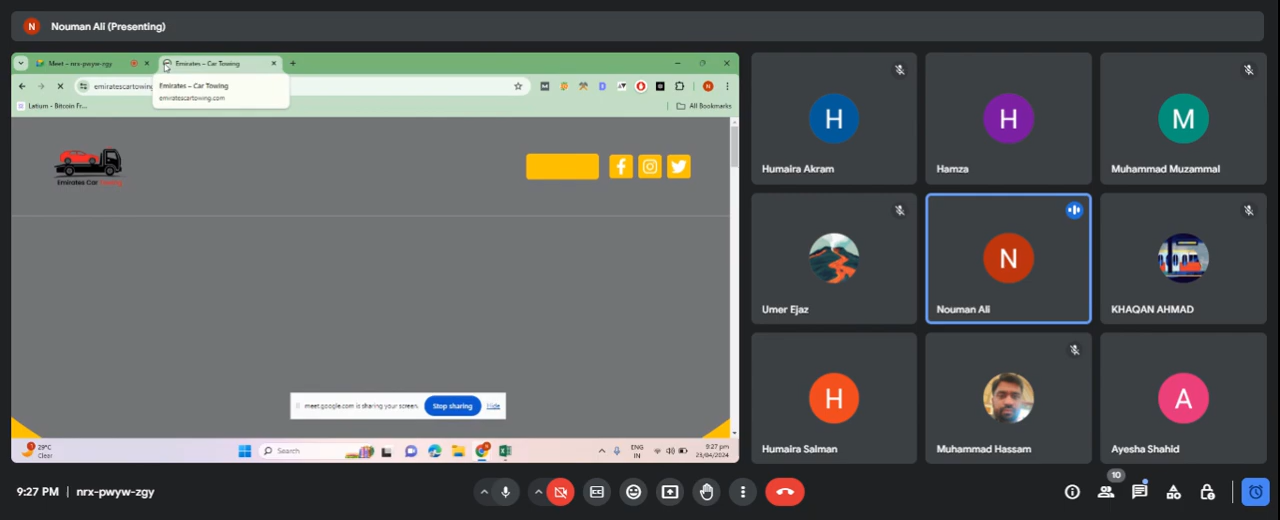 N Nouman Ali (Presenting)
Meet – nrx-pwyw-zgy
Emirates – Car Towing
emiratescartowing
Emirates – Car Towing
emiratescartowing.com
Latium - Bitcoin Fr...
All Bookmarks
Emirates Car Towing
meet.google.com is sharing your screen.
Stop sharing
Hide
29°C
Clear
Search
ENG
IN
9:27 pm
23/04/2024
H
Humaira Akram
H
Hamza
M
Muhammad Muzammal
Umer Ejaz
N
Nouman Ali
KHAQAN AHMAD
H
Humaira Salman
Muhammad Hassam
A
Ayesha Shahid
9:27 PM | nrx-pwyw-zgy
10